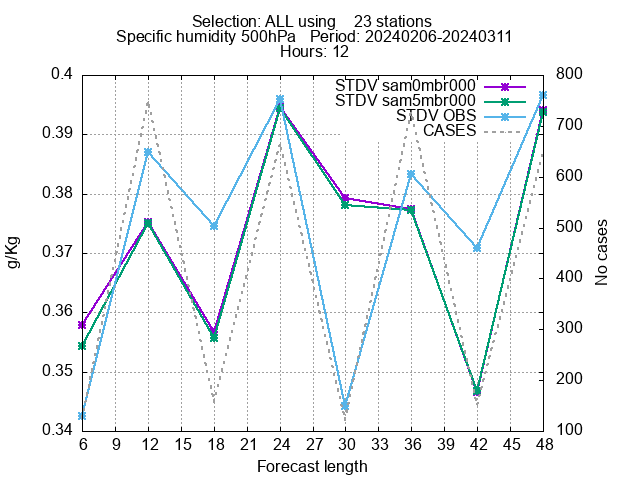 Selection: ALL using    23 stations
Specific humidity 500hPa   Period: 20240206-20240311
Hours: 12
STDV sam0mbr000
STDV sam5mbr000
STDV OBS
CASES
g/Kg
0.4
0.39
0.38
0.37
0.36
0.35
0.34
No cases
800
700
600
500
400
300
200
100
6 9 12 15 18 21 24 27 30 33 36 39 42 45 48
Forecast length